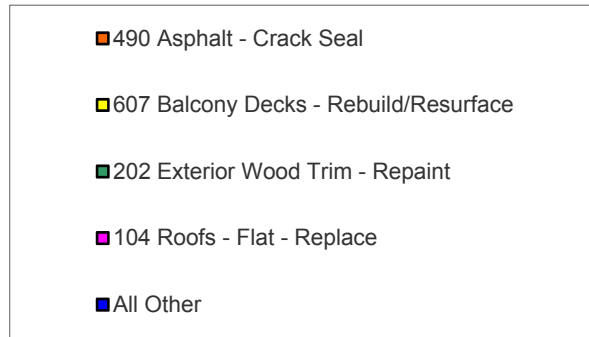 490 Asphalt - Crack Seal
607 Balcony Decks - Rebuild/Resurface
202 Exterior Wood Trim - Repaint
104 Roofs - Flat - Replace
All Other